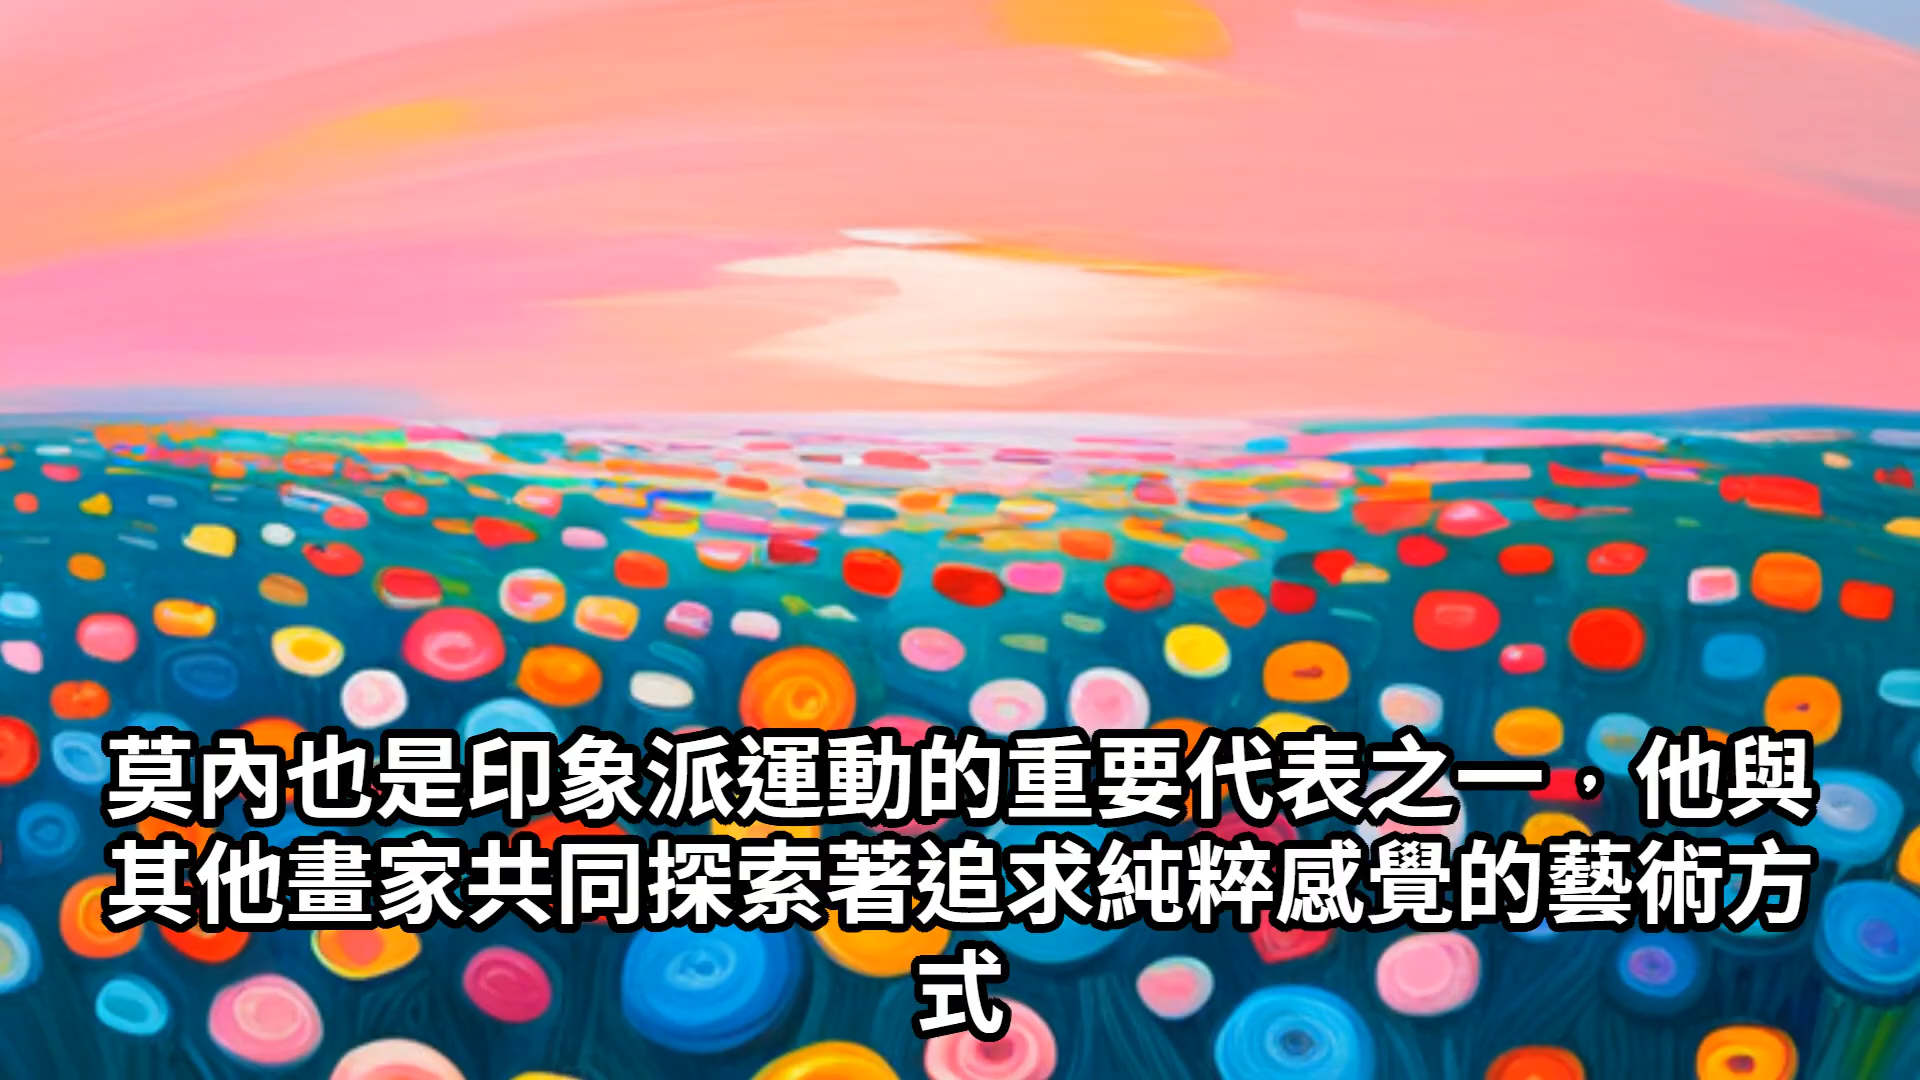 莫內也是印象派運動的重要代表之一，他與
其他畫家共同探索著追求純粹感覺的藝術方
式